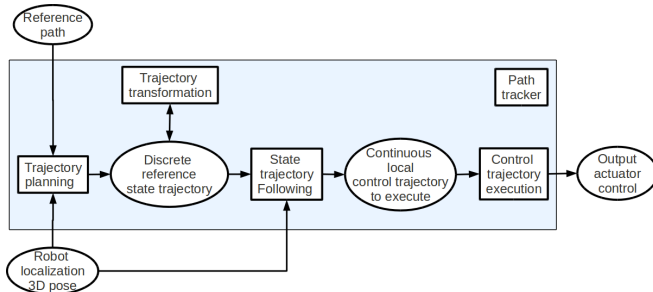 Reference
path
Trajectory
transformation
Path
tracker
Trajectory
planning
Discrete
reference
state trajectory
State
trajectory
Following
Continuous
local
control trajectory
to execute
Control
trajectory
execution
Output
actuator
control
Robot
localization
3D pose